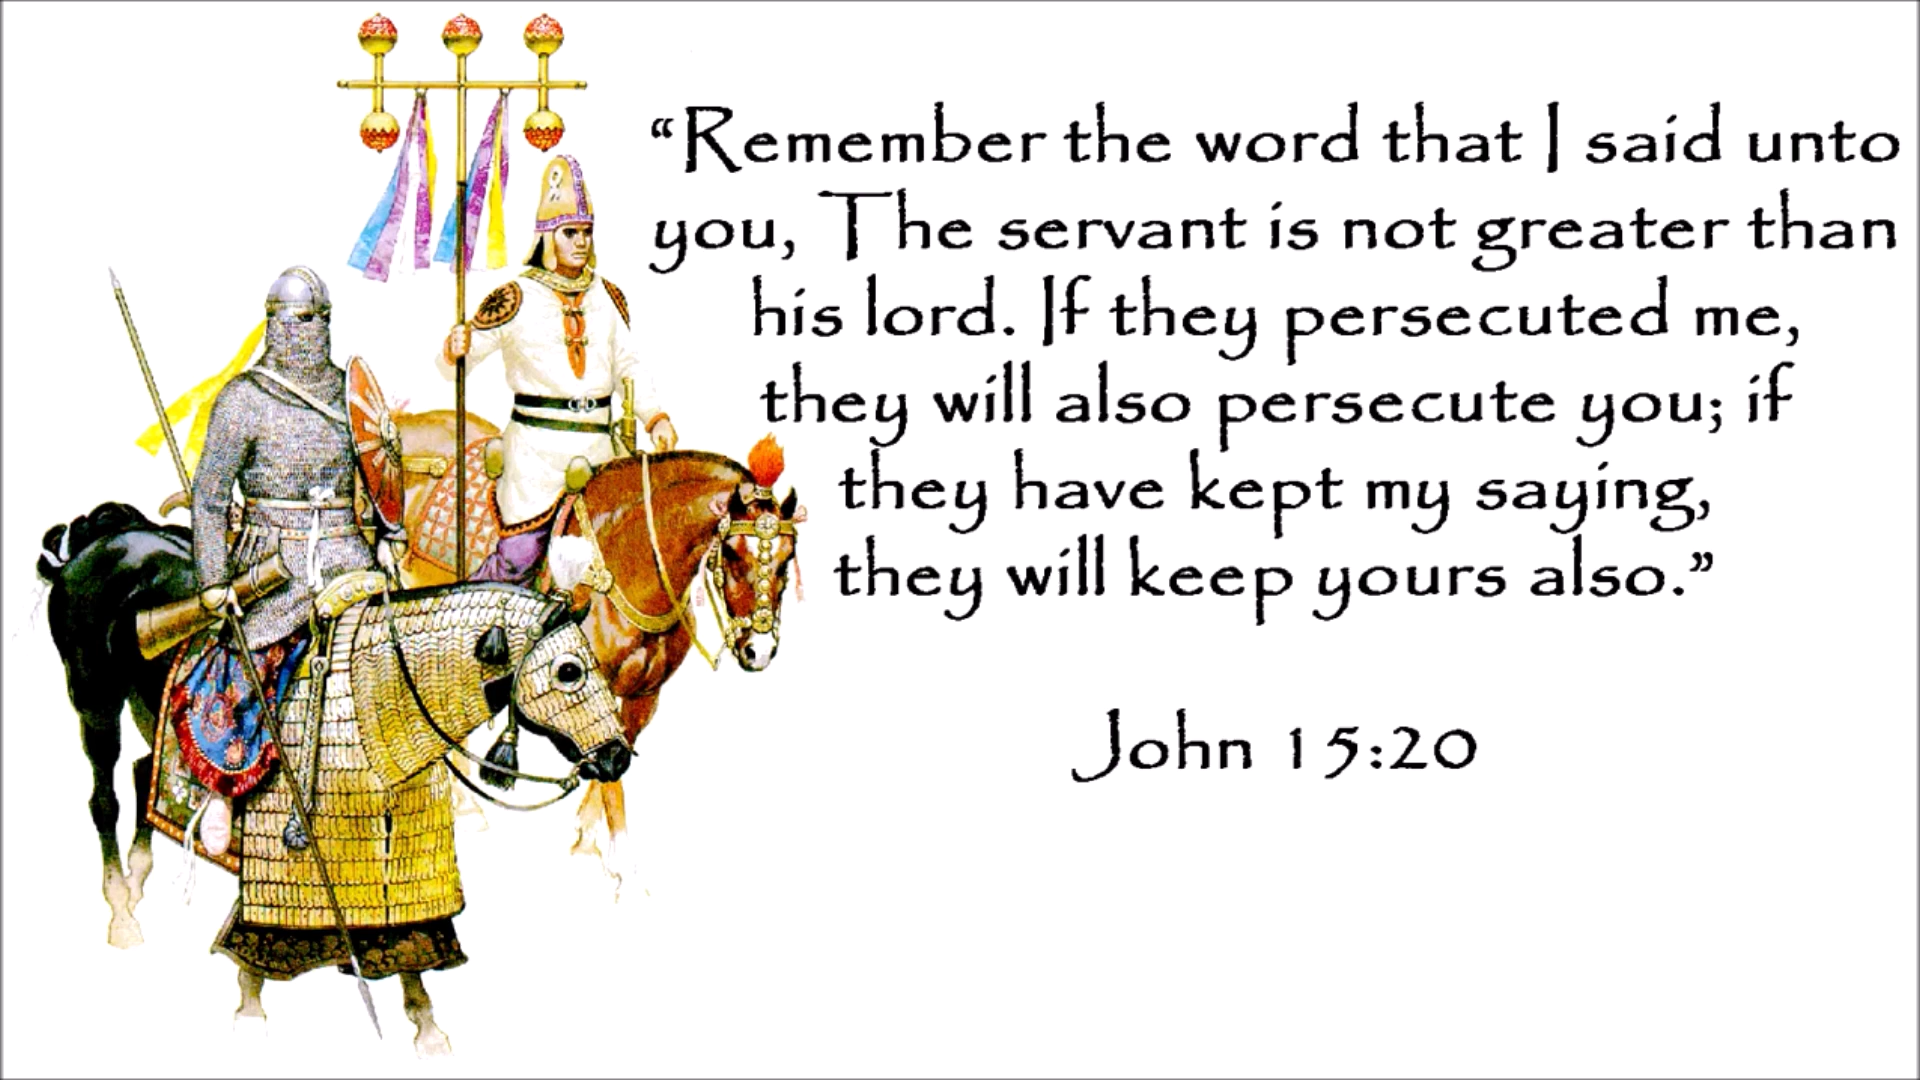 “Remember the word that I said unto
you, The servant is not greater than
his lord. If they persecuted me,
they will also persecute you; if
they have kept my saying,
they will keep yours also.”
John 15:20